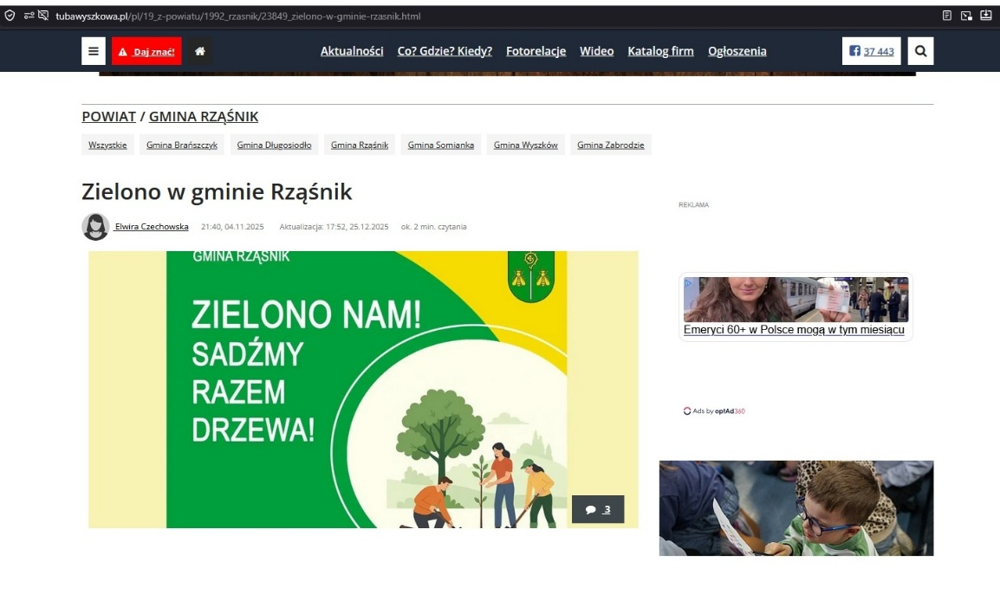 tubawyszkowa.pl/pl/19_z-powiatu/1992_rzasnik/23849_zielono-w-gminie-rzasnik.html
Daj znać! Aktualności Co? Gdzie? Kiedy? Fotorelacje Wideo Katalog firm Ogłoszenia 37 443
POWIAT / GMINA RZĄŚNIK
Wszystkie Gmina Brańszczyk Gmina Długosiodło Gmina Rząśnik Gmina Somianka Gmina Wyszków Gmina Zabrodzie
Zielono w gminie Rząśnik
Elwira Czechowska 21:40, 04.11.2025 Aktualizacja: 17:52, 25.12.2025 ok. 2 min. czytania
GMINA RZĄŚNIK
ZIELONO NAM!
SADŹMY
RAZEM
DRZEWA!
3
REKLAMA
Emeryci 60+ w Polsce mogą w tym miesiącu
Ads by optAd360